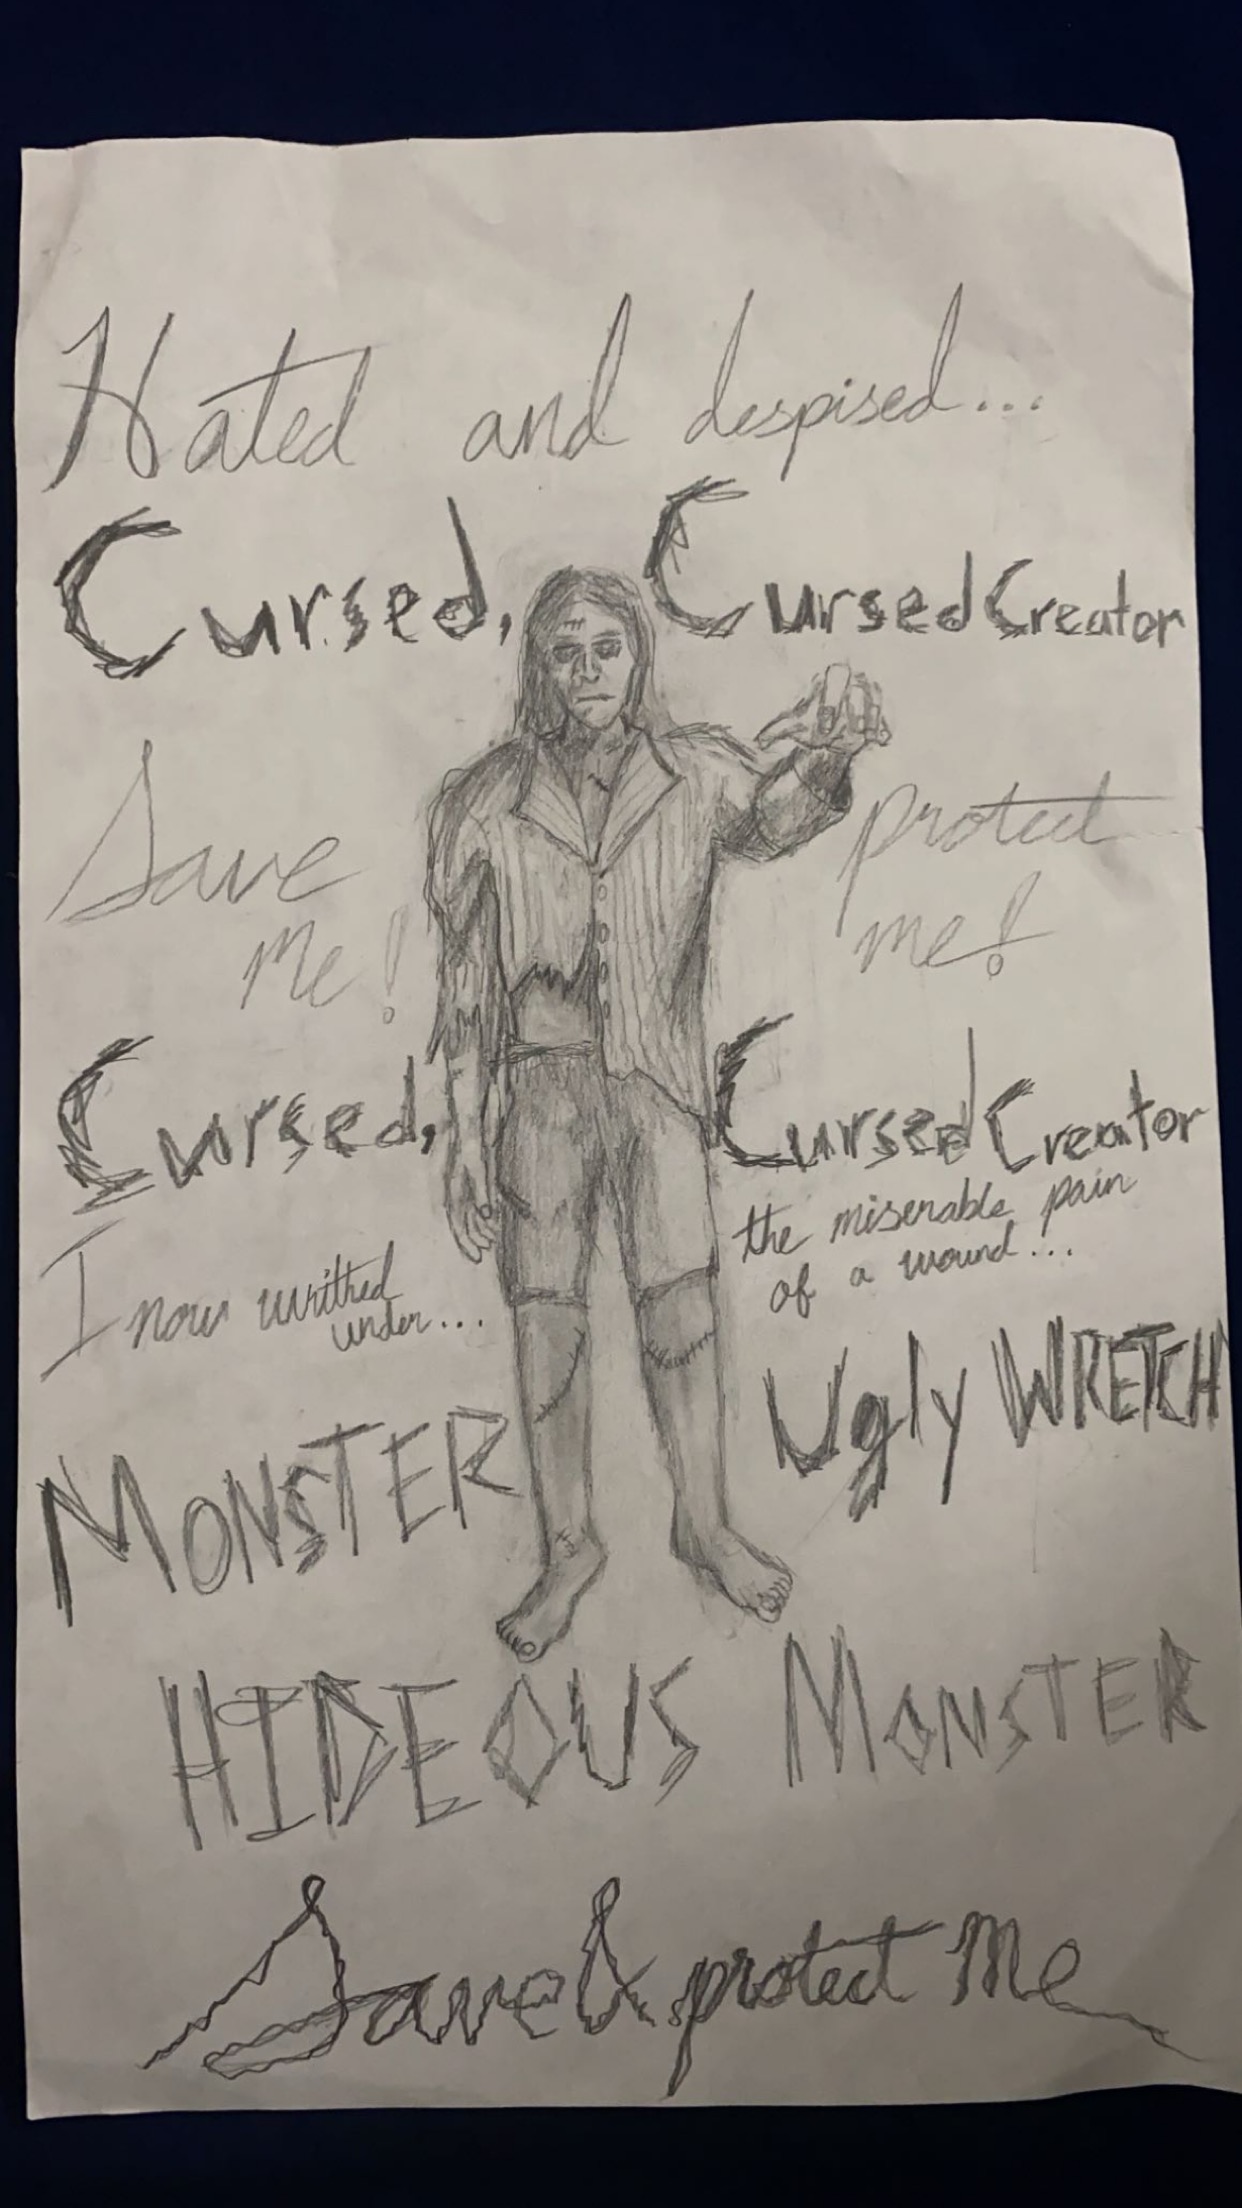 Hated and despised...
Cursed, Cursed Creator
Save protect
me! me!
Cursed, Cursed Creator
I now writhed
under...
the miserable pain
of a wound...
MONSTER Ugly WRETCH
HIDEOUS MONSTER
Save & protect me